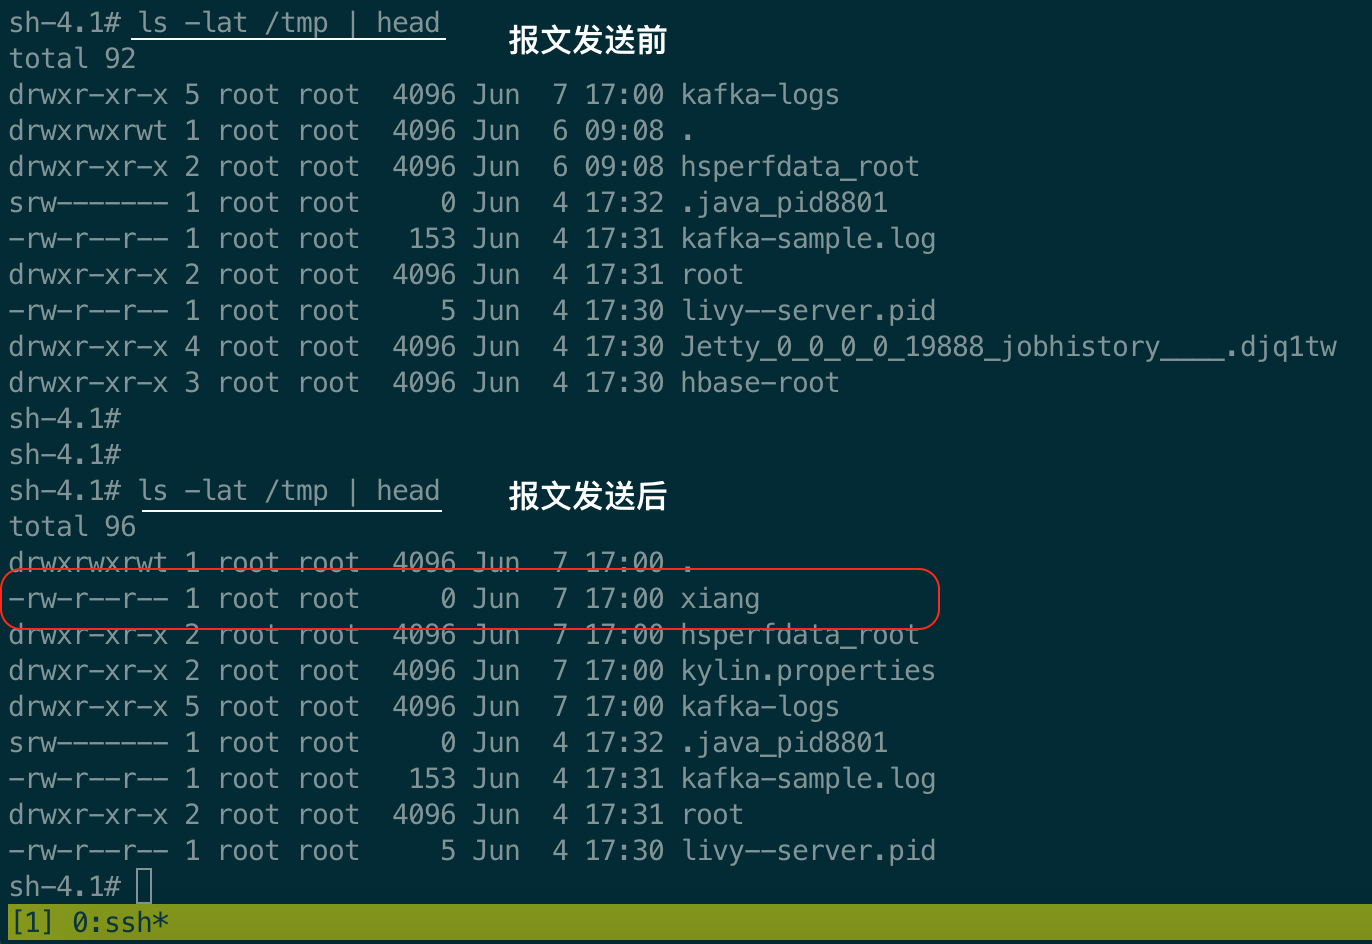 sh-4.1# ls -lat /tmp | head
报文发送前
total 92
drwxr-xr-x 5 root root  4096 Jun  7 17:00 kafka-logs
drwxrwxrwt 1 root root  4096 Jun  6 09:08 .
drwxr-xr-x 2 root root  4096 Jun  6 09:08 hsperfdata_root
srw------- 1 root root     0 Jun  4 17:32 .java_pid8801
-rw-r--r-- 1 root root   153 Jun  4 17:31 kafka-sample.log
drwxr-xr-x 2 root root  4096 Jun  4 17:31 root
-rw-r--r-- 1 root root     5 Jun  4 17:30 livy--server.pid
drwxr-xr-x 4 root root  4096 Jun  4 17:30 Jetty_0_0_0_0_19888_jobhistory____.djq1tw
drwxr-xr-x 3 root root  4096 Jun  4 17:30 hbase-root
sh-4.1#
sh-4.1#
sh-4.1# ls -lat /tmp | head
报文发送后
total 96
drwxrwxrwt 1 root root  4096 Jun  7 17:00 .
-rw-r--r-- 1 root root     0 Jun  7 17:00 xiang
drwxr-xr-x 2 root root  4096 Jun  7 17:00 hsperfdata_root
drwxr-xr-x 2 root root  4096 Jun  7 17:00 kylin.properties
drwxr-xr-x 5 root root  4096 Jun  7 17:00 kafka-logs
srw------- 1 root root     0 Jun  4 17:32 .java_pid8801
-rw-r--r-- 1 root root   153 Jun  4 17:31 kafka-sample.log
drwxr-xr-x 2 root root  4096 Jun  4 17:31 root
-rw-r--r-- 1 root root     5 Jun  4 17:30 livy--server.pid
sh-4.1#
[1] 0:ssh*